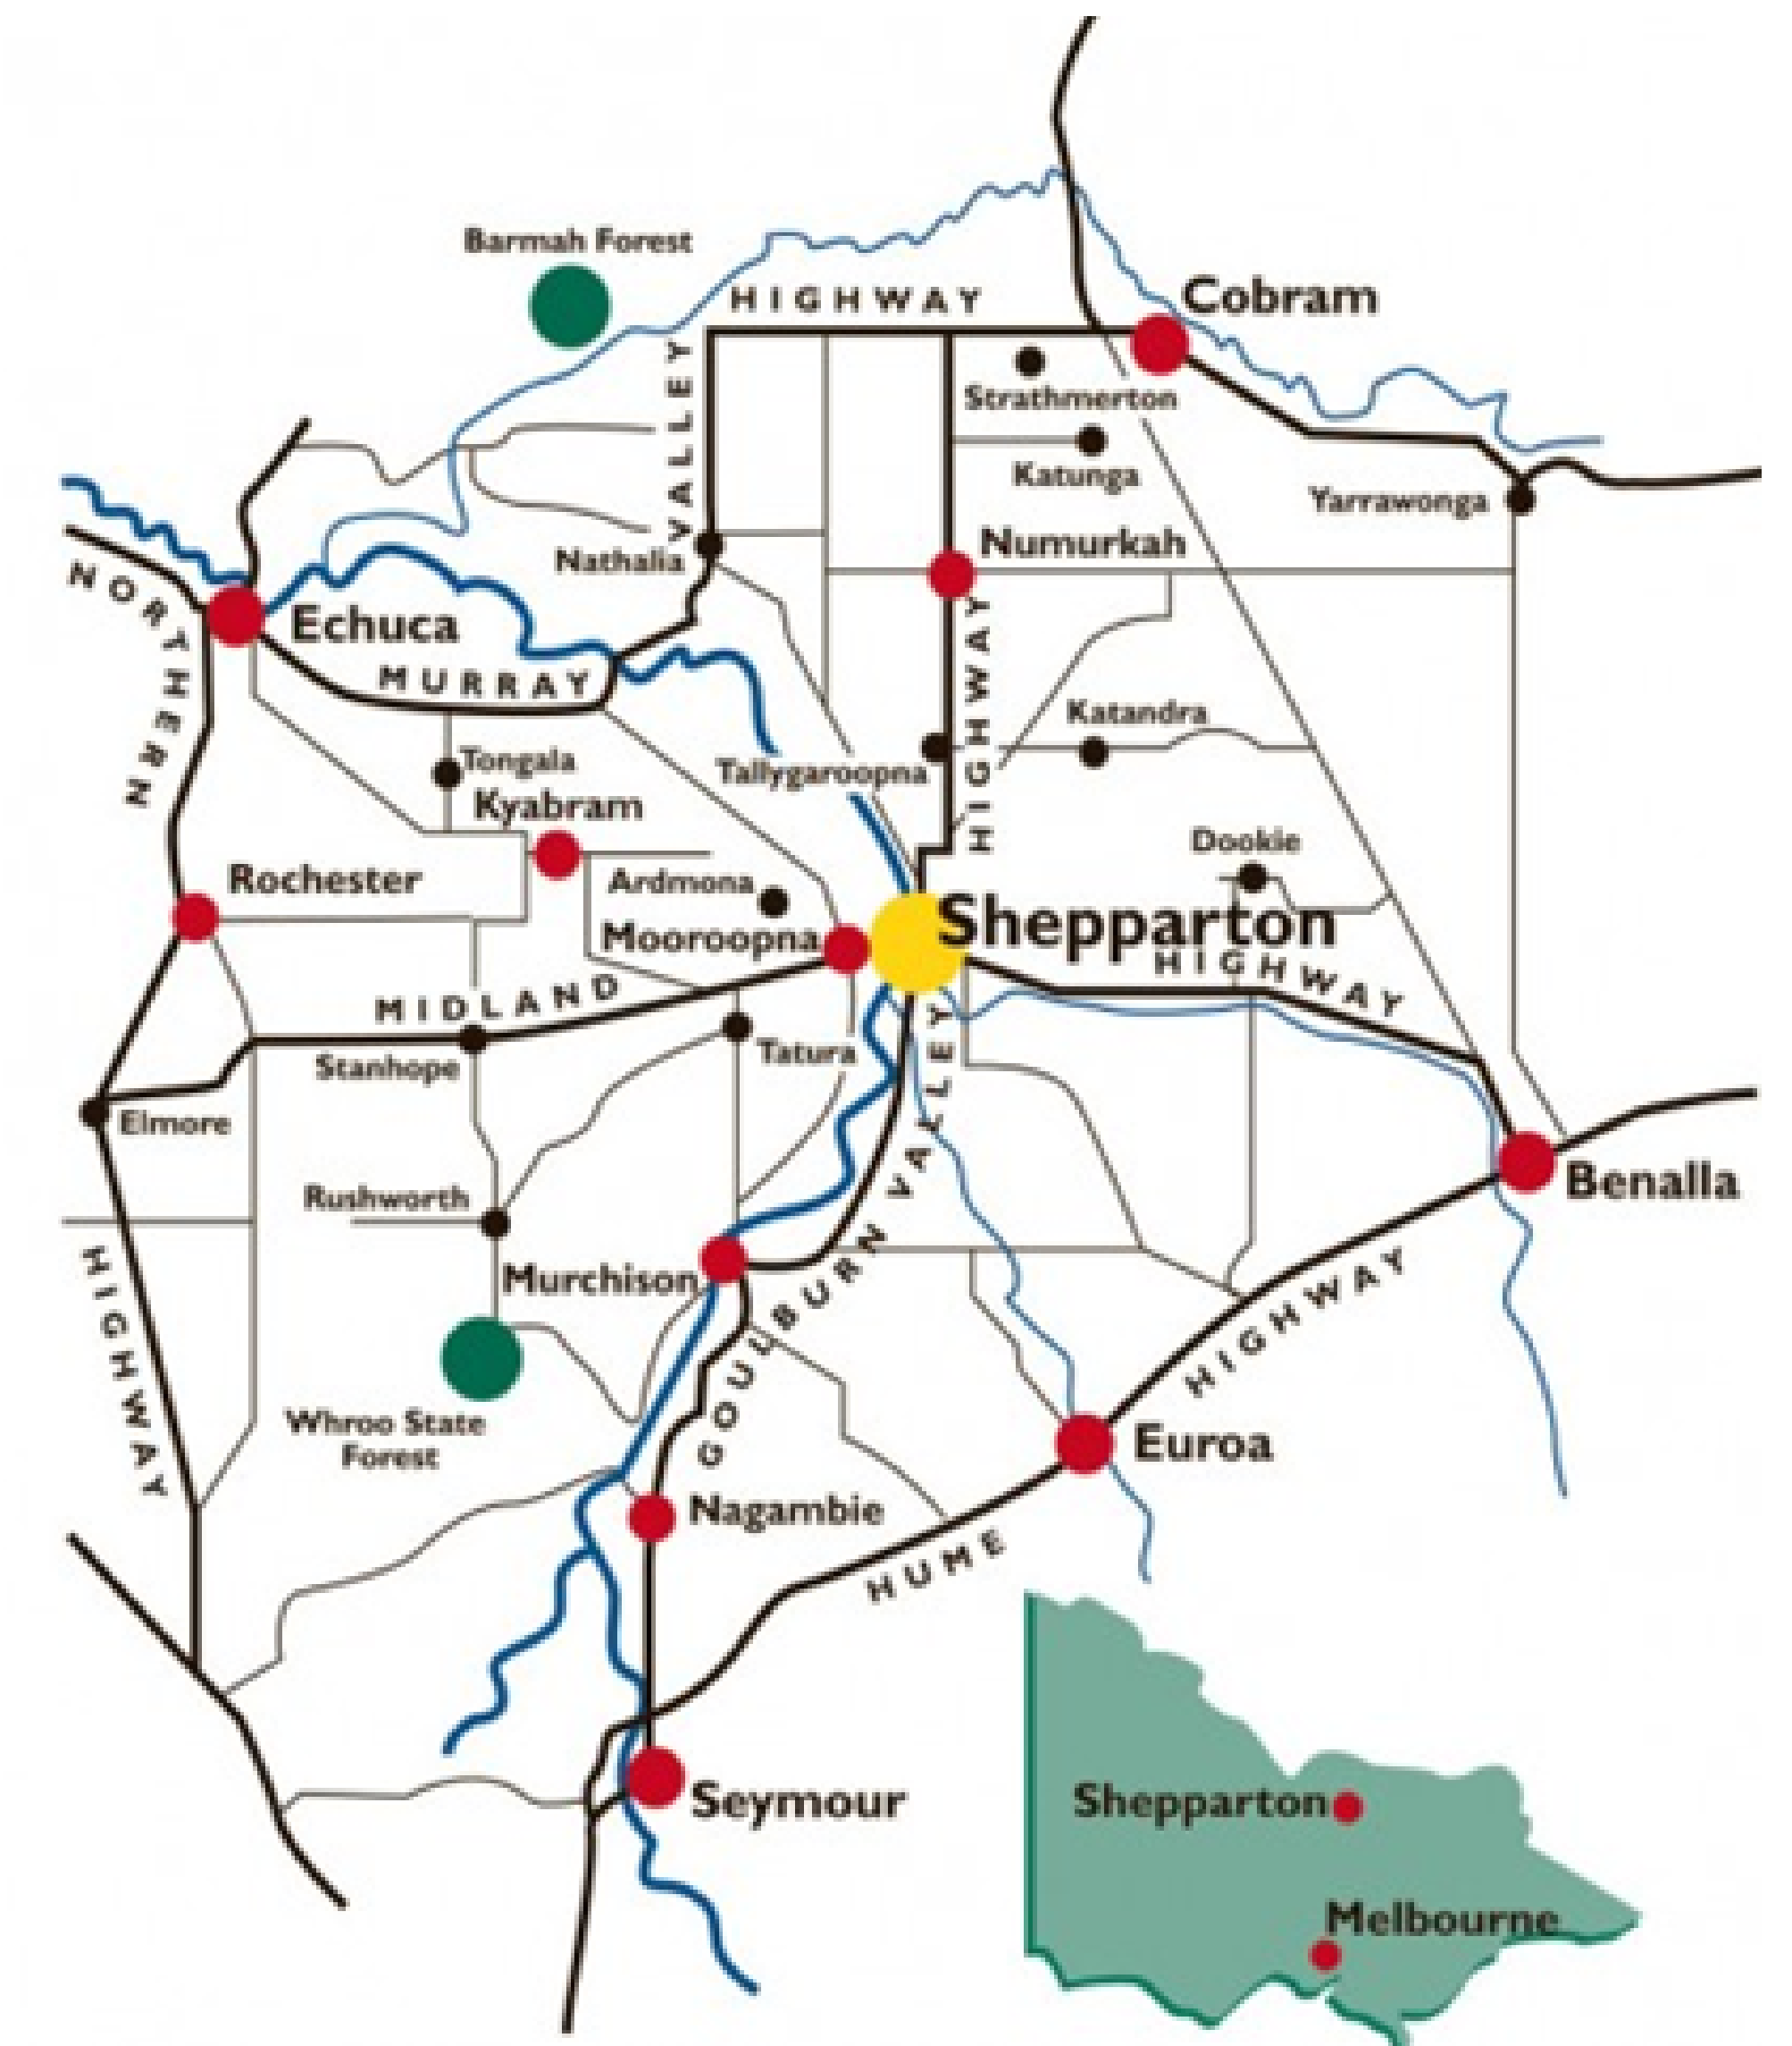 Barmah Forest
HIGHWAY
Cobram
VALLEY
Strathmerton
Katunga
Yarrawonga
Nathalia
Numurkah
NORTHERN
Echuca
MURRAY
HIGHWAY
Katandra
Tongala
Tallygaroopna
Kyabram
Dookie
Rochester
Ardmona
Shepparton
Mooroopna
HIGHWAY
MIDLAND
Tatura
Stanhope
Elmore
VALLEY
Benalla
Rushworth
Murchison
GOULBURN
HIGHWAY
HIGHWAY
Whroo State
Forest
Euroa
Nagambie
HUME
Seymour
Shepparton
Melbourne